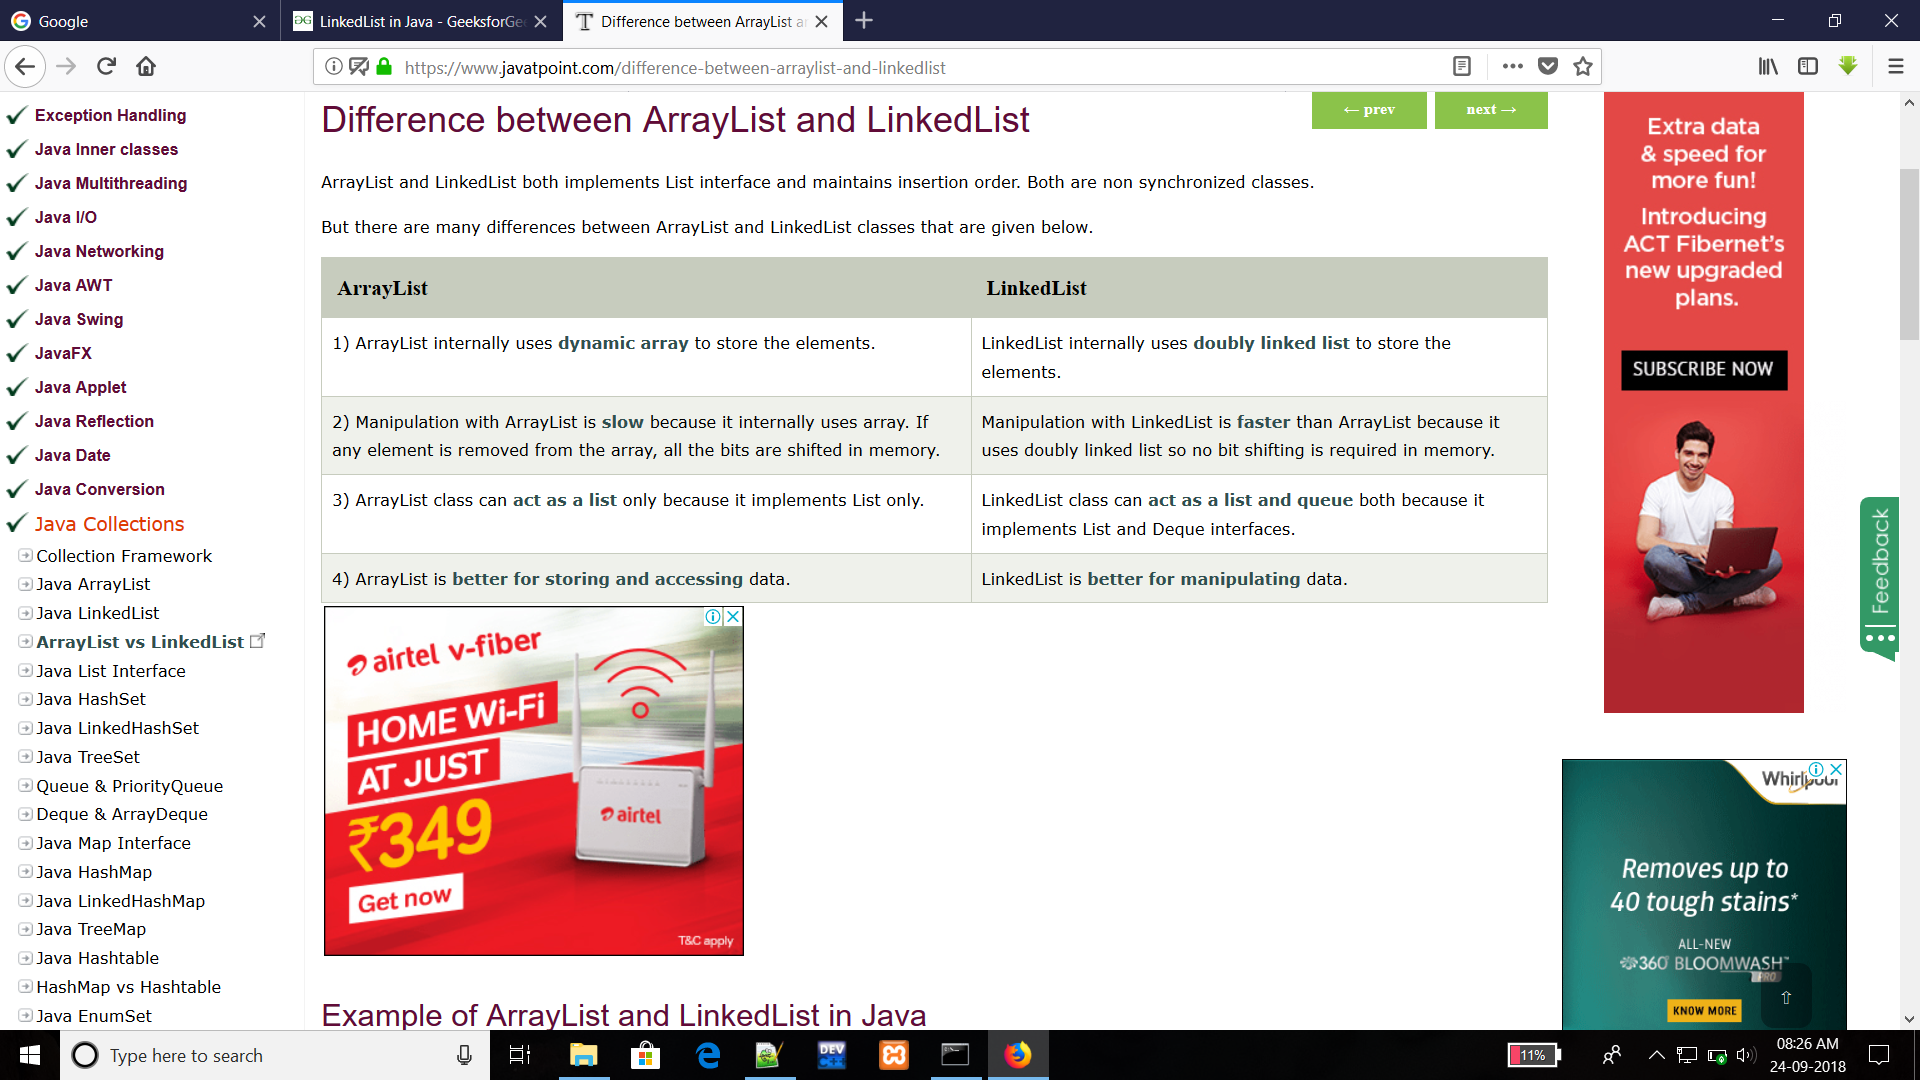 Google
LinkedList in Java - GeeksforGe
Difference between ArrayList a
https://www.javatpoint.com/difference-between-arraylist-and-linkedlist
Exception Handling
Java Inner classes
Java Multithreading
Java I/O
Java Networking
Java AWT
Java Swing
JavaFX
Java Applet
Java Reflection
Java Date
Java Conversion
Java Collections
Collection Framework
Java ArrayList
Java LinkedList
ArrayList vs LinkedList
Java List Interface
Java HashSet
Java LinkedHashSet
Java TreeSet
Queue & PriorityQueue
Deque & ArrayDeque
Java Map Interface
Java HashMap
Java LinkedHashMap
Java TreeMap
Java Hashtable
HashMap vs Hashtable
Java EnumSet
Difference between ArrayList and LinkedList
← prev
next →
ArrayList and LinkedList both implements List interface and maintains insertion order. Both are non synchronized classes.
But there are many differences between ArrayList and LinkedList classes that are given below.
ArrayList
LinkedList
1) ArrayList internally uses dynamic array to store the elements.
LinkedList internally uses doubly linked list to store the
elements.
2) Manipulation with ArrayList is slow because it internally uses array. If
any element is removed from the array, all the bits are shifted in memory.
Manipulation with LinkedList is faster than ArrayList because it
uses doubly linked list so no bit shifting is required in memory.
3) ArrayList class can act as a list only because it implements List only.
LinkedList class can act as a list and queue both because it
implements List and Deque interfaces.
4) ArrayList is better for storing and accessing data.
LinkedList is better for manipulating data.
airtel v-fiber
HOME Wi-Fi
AT JUST
₹349
Get now
airtel
T&C apply
Example of ArrayList and LinkedList in Java
Extra data
& speed for
more fun!
Introducing
ACT Fibernet's
new upgraded
plans.
SUBSCRIBE NOW
Feedback
Whirlpool
Removes up to
40 tough stains*
ALL-NEW
360° BLOOMWASH™
PRO
KNOW MORE
Type here to search
DEV
C++
11%
08:26 AM
24-09-2018